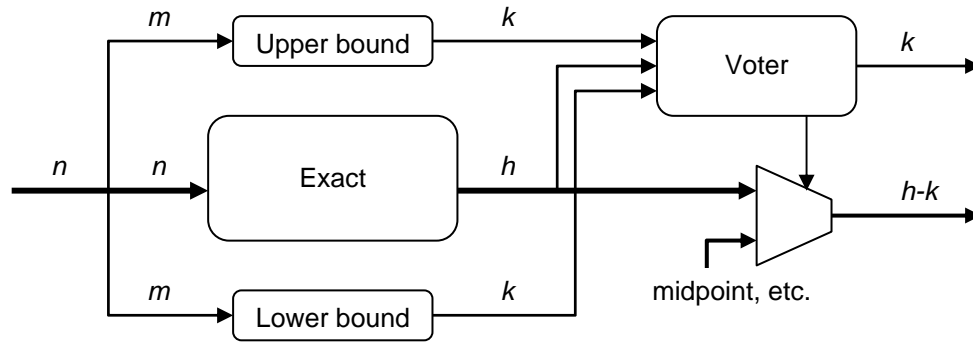 m
Upper bound
k
Voter
k
n
n
Exact
h
h-k
midpoint, etc.
m
Lower bound
k